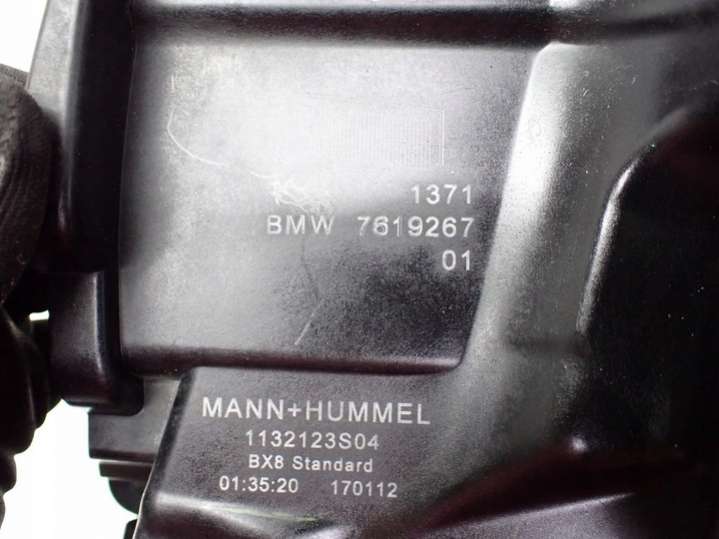 1371
BMW 7619267
01
MANN+HUMMEL
1132123S04
BX8 Standard
01:35:20 170112